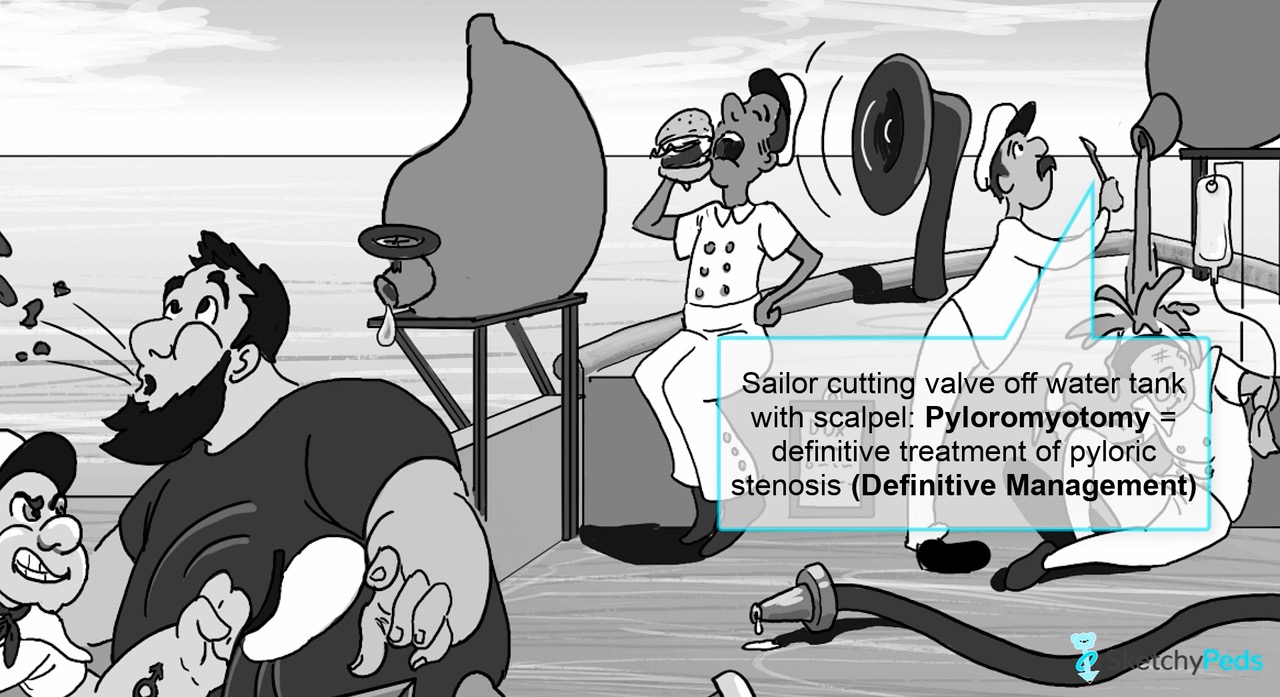 Sailor cutting valve off water tank
with scalpel: Pyloromyotomy =
definitive treatment of pyloric
stenosis (Definitive Management)
SketchyPeds